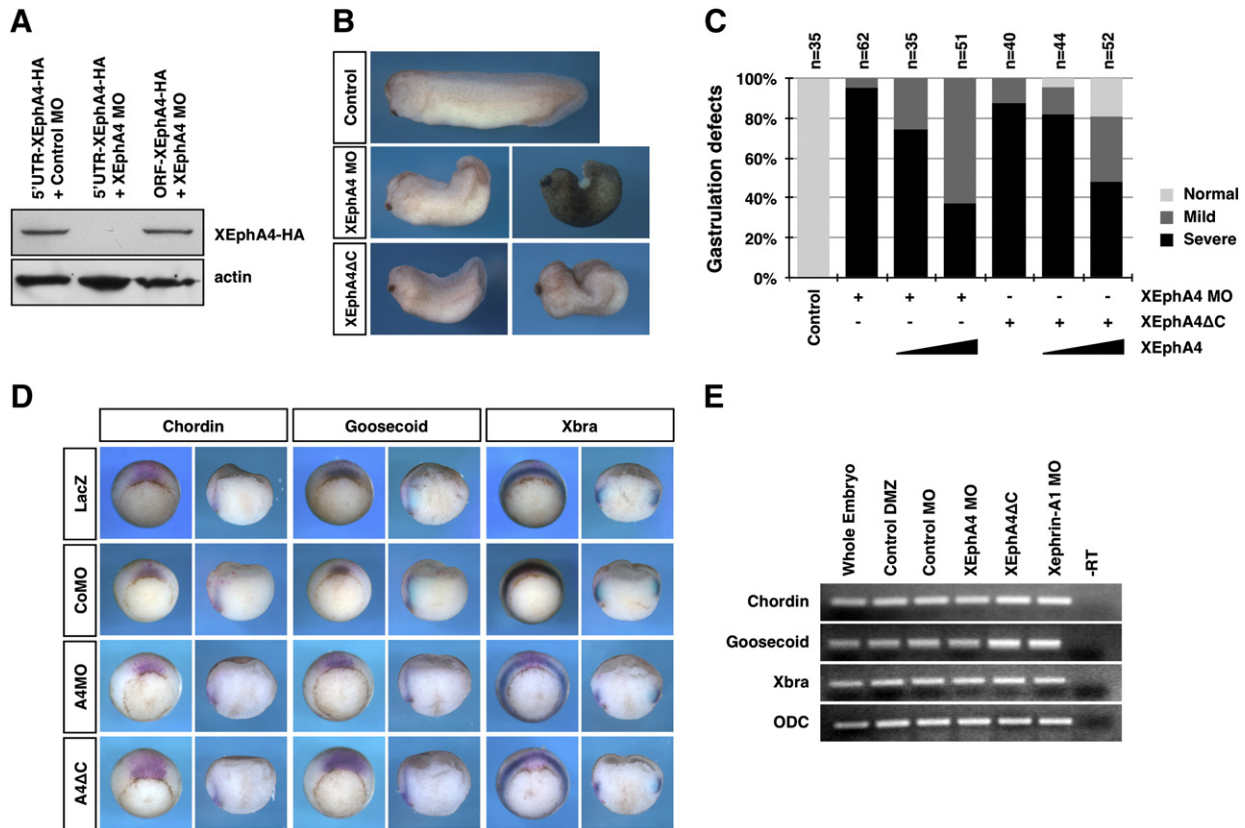 A
5'UTR-XEphA4-HA
+ Control MO
5'UTR-XEphA4-HA
+ XEphA4 MO
ORF-XEphA4-HA
+ XEphA4 MO
XEphA4-HA
actin
B
Control
XEphA4 MO
XEphA4ΔC
C
n=35
n=62
n=35
n=51
n=40
n=44
n=52
Gastrulation defects
100%
80%
60%
40%
20%
0%
Normal
Mild
Severe
Control
+ + + - - - XEphA4 MO
- - - + + + XEphA4ΔC
XEphA4
D
Chordin Goosecoid Xbra
LacZ
CoMO
A4MO
A4ΔC
E
Whole Embryo
Control DMZ
Control MO
XEphA4 MO
XEphA4ΔC
Xephrin-A1 MO
-RT
Chordin
Goosecoid
Xbra
ODC